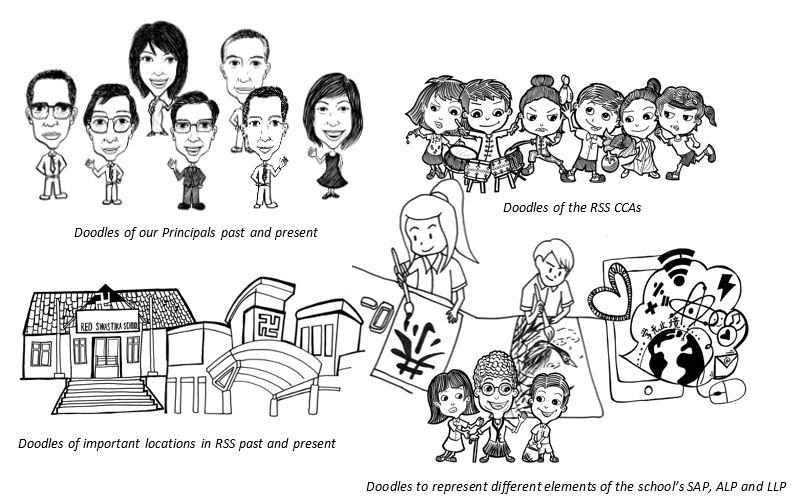 Doodles of our Principals past and present
Doodles of the RSS CCAs
RED SWASTIKA SCHOOL
学无止境
Doodles of important locations in RSS past and present
Doodles to represent different elements of the school's SAP, ALP and LLP